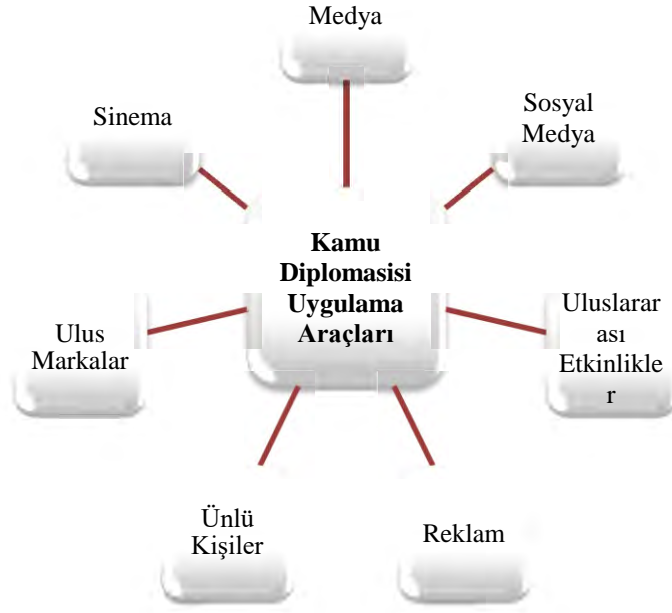 Medya
Sinema
Sosyal
Medya
Kamu
Diplomasisi
Uygulama
Araçları
Ulus
Markalar
Uluslarar
ası
Etkinlikle
r
Ünlü
Kişiler
Reklam